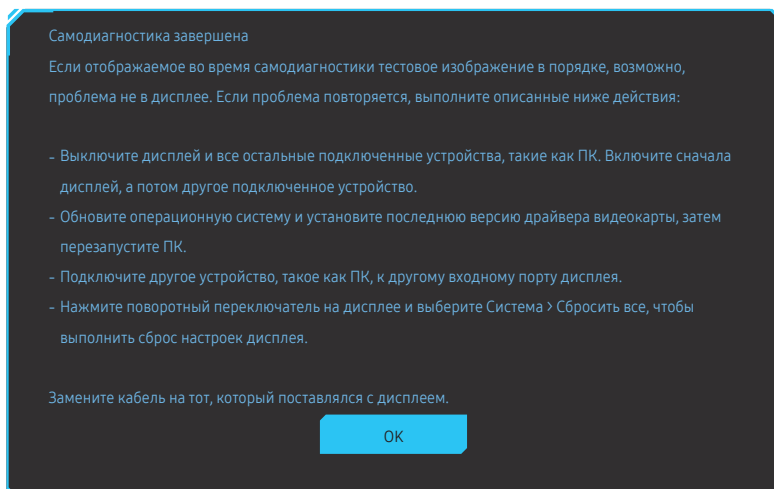 Самодиагностика завершена
Если отображаемое во время самодиагностики тестовое изображение в порядке, возможно,
проблема не в дисплее. Если проблема повторяется, выполните описанные ниже действия:
- Выключите дисплей и все остальные подключенные устройства, такие как ПК. Включите сначала
дисплей, а потом другое подключенное устройство.
- Обновите операционную систему и установите последнюю версию драйвера видеокарты, затем
перезапустите ПК.
- Подключите другое устройство, такое как ПК, к другому входному порту дисплея.
- Нажмите поворотный переключатель на дисплее и выберите Система > Сбросить все, чтобы
выполнить сброс настроек дисплея.
Замените кабель на тот, который поставлялся с дисплеем.
OK